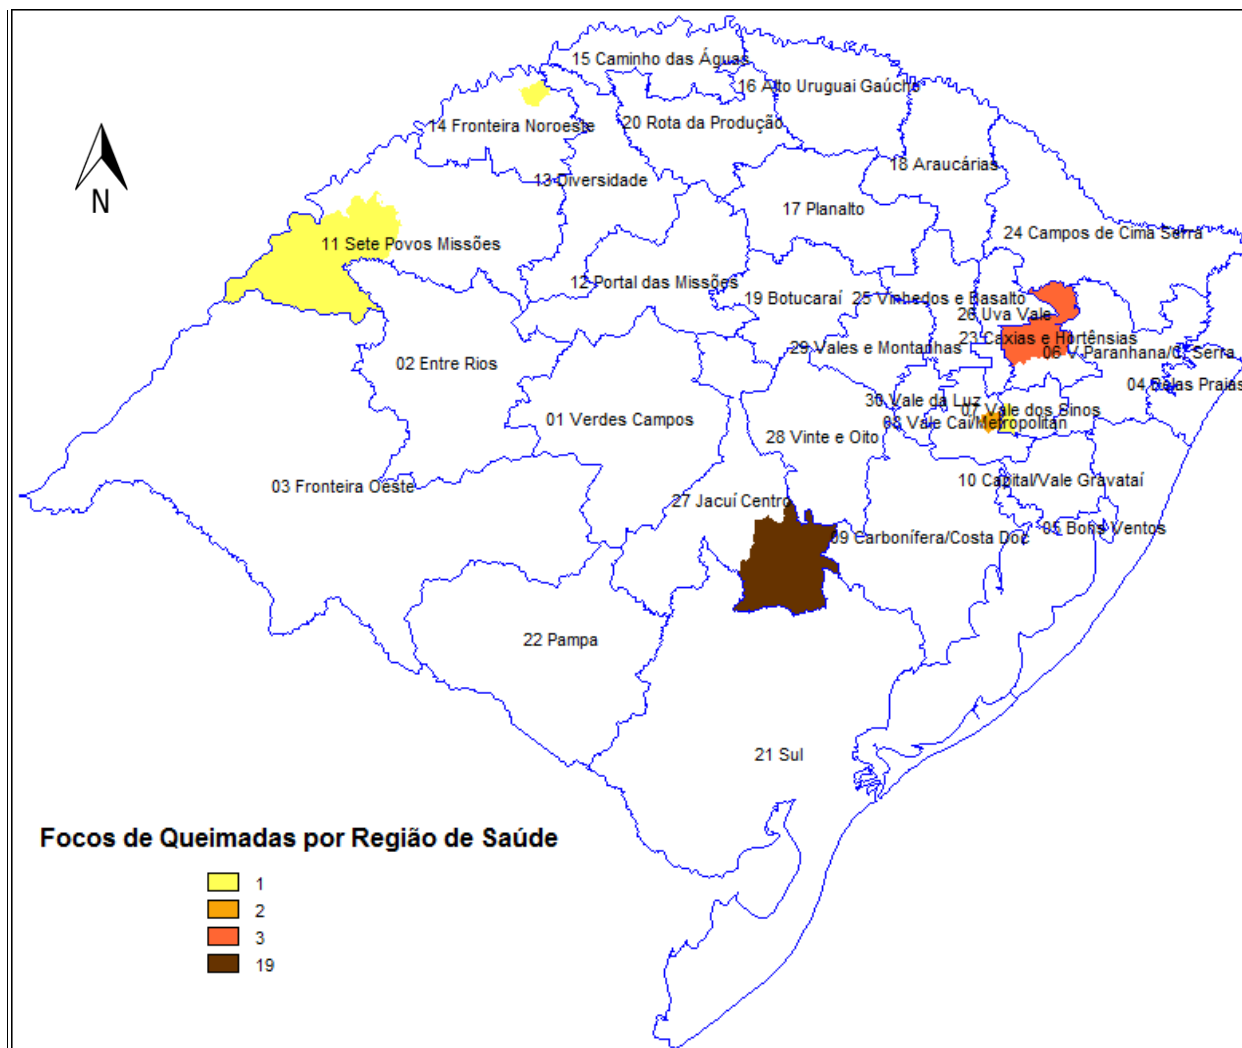 15 Caminho das Águas
16 Alto Uruguai Gaúcho
14 Fronteira Noroeste
20 Rota da Produção
18 Araucárias
13 Diversidade
17 Planalto
24 Campos de Cima Serra
11 Sete Povos Missões
12 Portal das Missões
19 Botucaraí
25 Vinhedos e Basalto
26 Uva Vale
23 Caxias e Hortênsias
29 Vales e Montanhas
06 V Paranhana/C Serra
02 Entre Rios
04 Belas Praias
30 Vale da Luz
07 Vale dos Sinos
01 Verdes Campos
08 Vale Caí/Metropolitan
28 Vinte e Oito
03 Fronteira Oeste
10 Capital/Vale Gravataí
27 Jacuí Centro
05 Bons Ventos
09 Carbonífera/Costa Doc
22 Pampa
21 Sul
N
Focos de Queimadas por Região de Saúde
1
2
3
19